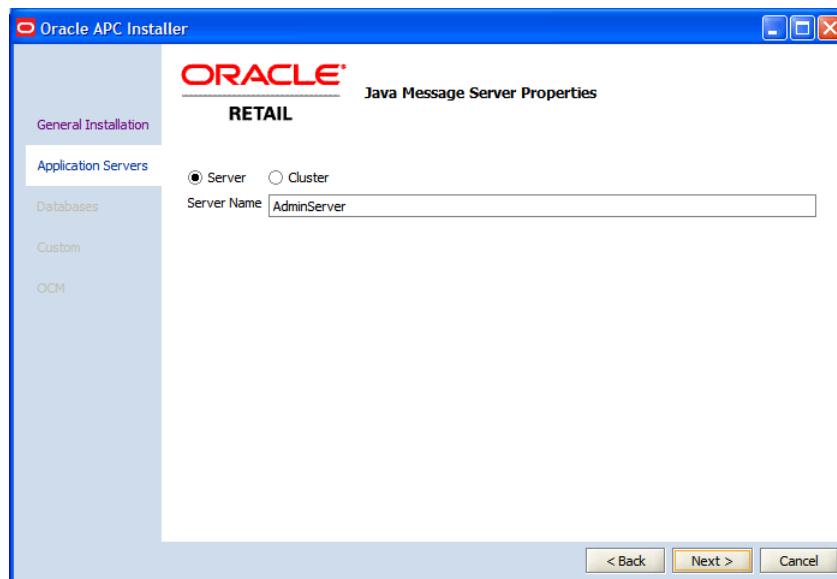 Oracle APC Installer
ORACLE®
RETAIL
Java Message Server Properties
General Installation
Application Servers
Databases
Custom
OCM
Server Cluster
Server Name AdminServer
< Back Next > Cancel